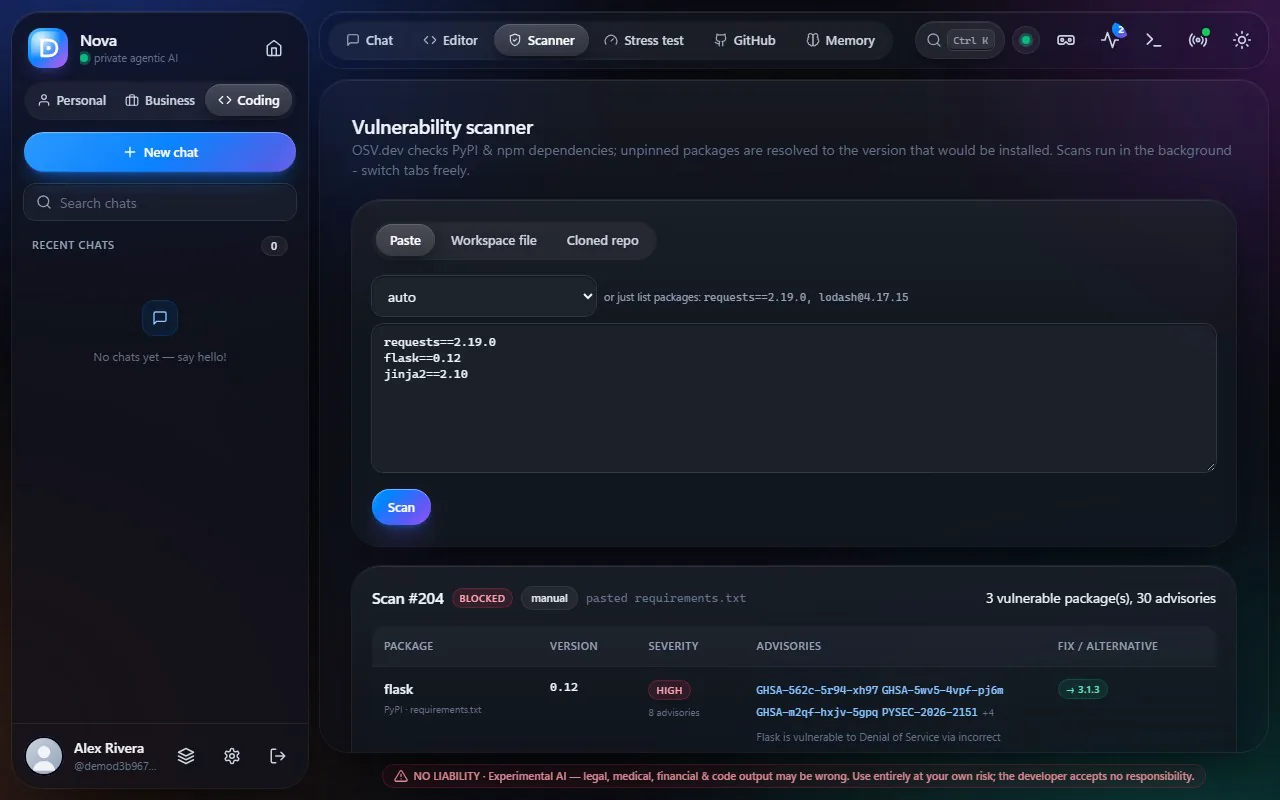 Nova
private agentic AI
Personal Business Coding
New chat
Search chats
RECENT CHATS 0
No chats yet — say hello!
Alex Rivera
@demod3b967...
Chat Editor Scanner Stress test GitHub Memory Ctrl K 2
Vulnerability scanner
OSV.dev checks PyPI & npm dependencies; unpinned packages are resolved to the version that would be installed. Scans run in the background
- switch tabs freely.
Paste Workspace file Cloned repo
auto or just list packages: requests==2.19.0, lodash@4.17.15
requests==2.19.0
flask==0.12
jinja2==2.10
Scan
Scan #204 BLOCKED manual pasted requirements.txt 3 vulnerable package(s), 30 advisories
PACKAGE VERSION SEVERITY ADVISORIES FIX / ALTERNATIVE
flask 0.12 HIGH GHSA-562c-5r94-xh97 GHSA-5wv5-4vpf-pj6m → 3.1.3
PyPI · requirements.txt 8 advisories GHSA-m2qf-hxjv-5gpq PYSEC-2026-2151 +4
Flask is vulnerable to Denial of Service via incorrect
NO LIABILITY · Experimental AI — legal, medical, financial & code output may be wrong. Use entirely at your own risk; the developer accepts no responsibility.